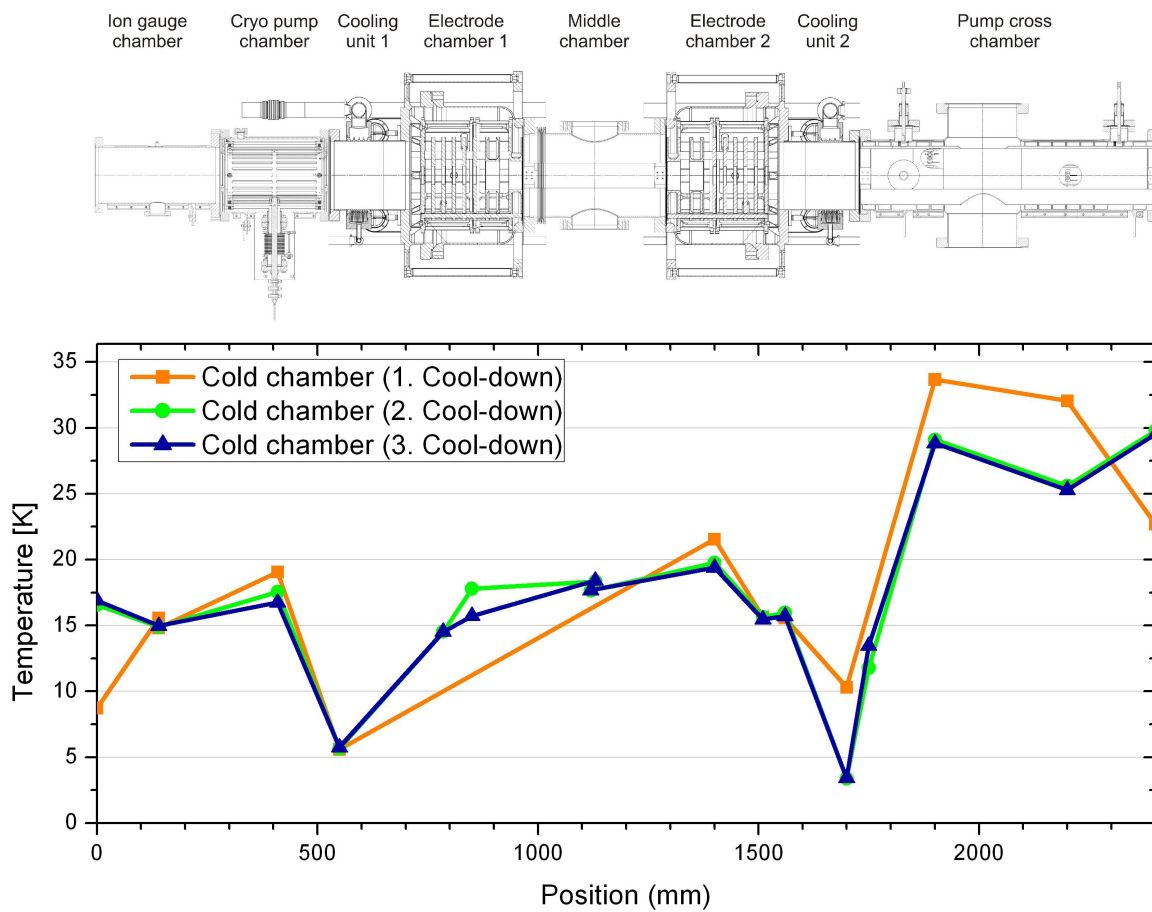 Ion gauge
chamber
Cryo pump
chamber
Cooling
unit 1
Electrode
chamber 1
Middle
chamber
Electrode
chamber 2
Cooling
unit 2
Pump cross
chamber
Cold chamber (1. Cool-down)
Cold chamber (2. Cool-down)
Cold chamber (3. Cool-down)
Temperature [K]
35
30
25
20
15
10
5
0
0
500
1000
1500
2000
Position (mm)